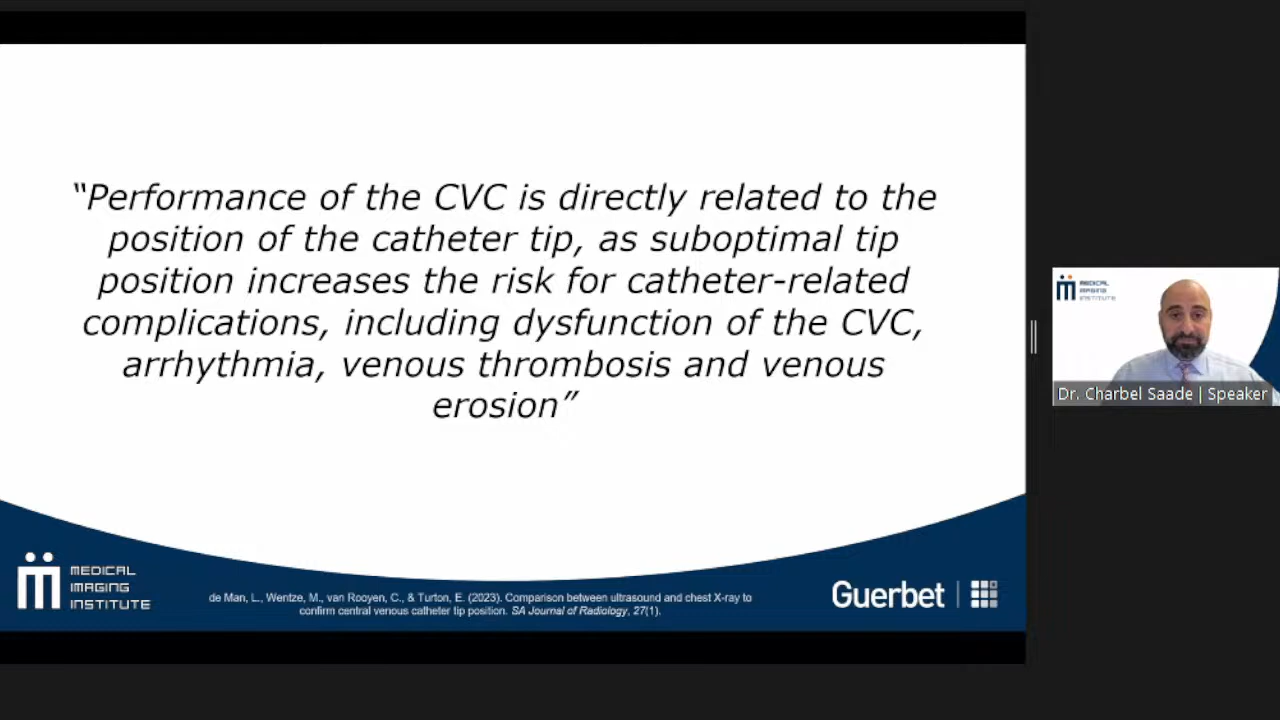 “Performance of the CVC is directly related to the
position of the catheter tip, as suboptimal tip
position increases the risk for catheter-related
complications, including dysfunction of the CVC,
arrhythmia, venous thrombosis and venous
erosion”
MEDICAL
IMAGING
INSTITUTE
de Man, L., Wentze, M., van Rooyen, C., & Turton, E. (2023). Comparison between ultrasound and chest X-ray to
confirm central venous catheter tip position. SA Journal of Radiology, 27(1).
Guerbet
MEDICAL
IMAGING
INSTITUTE
Dr. Charbel Saade | Speaker